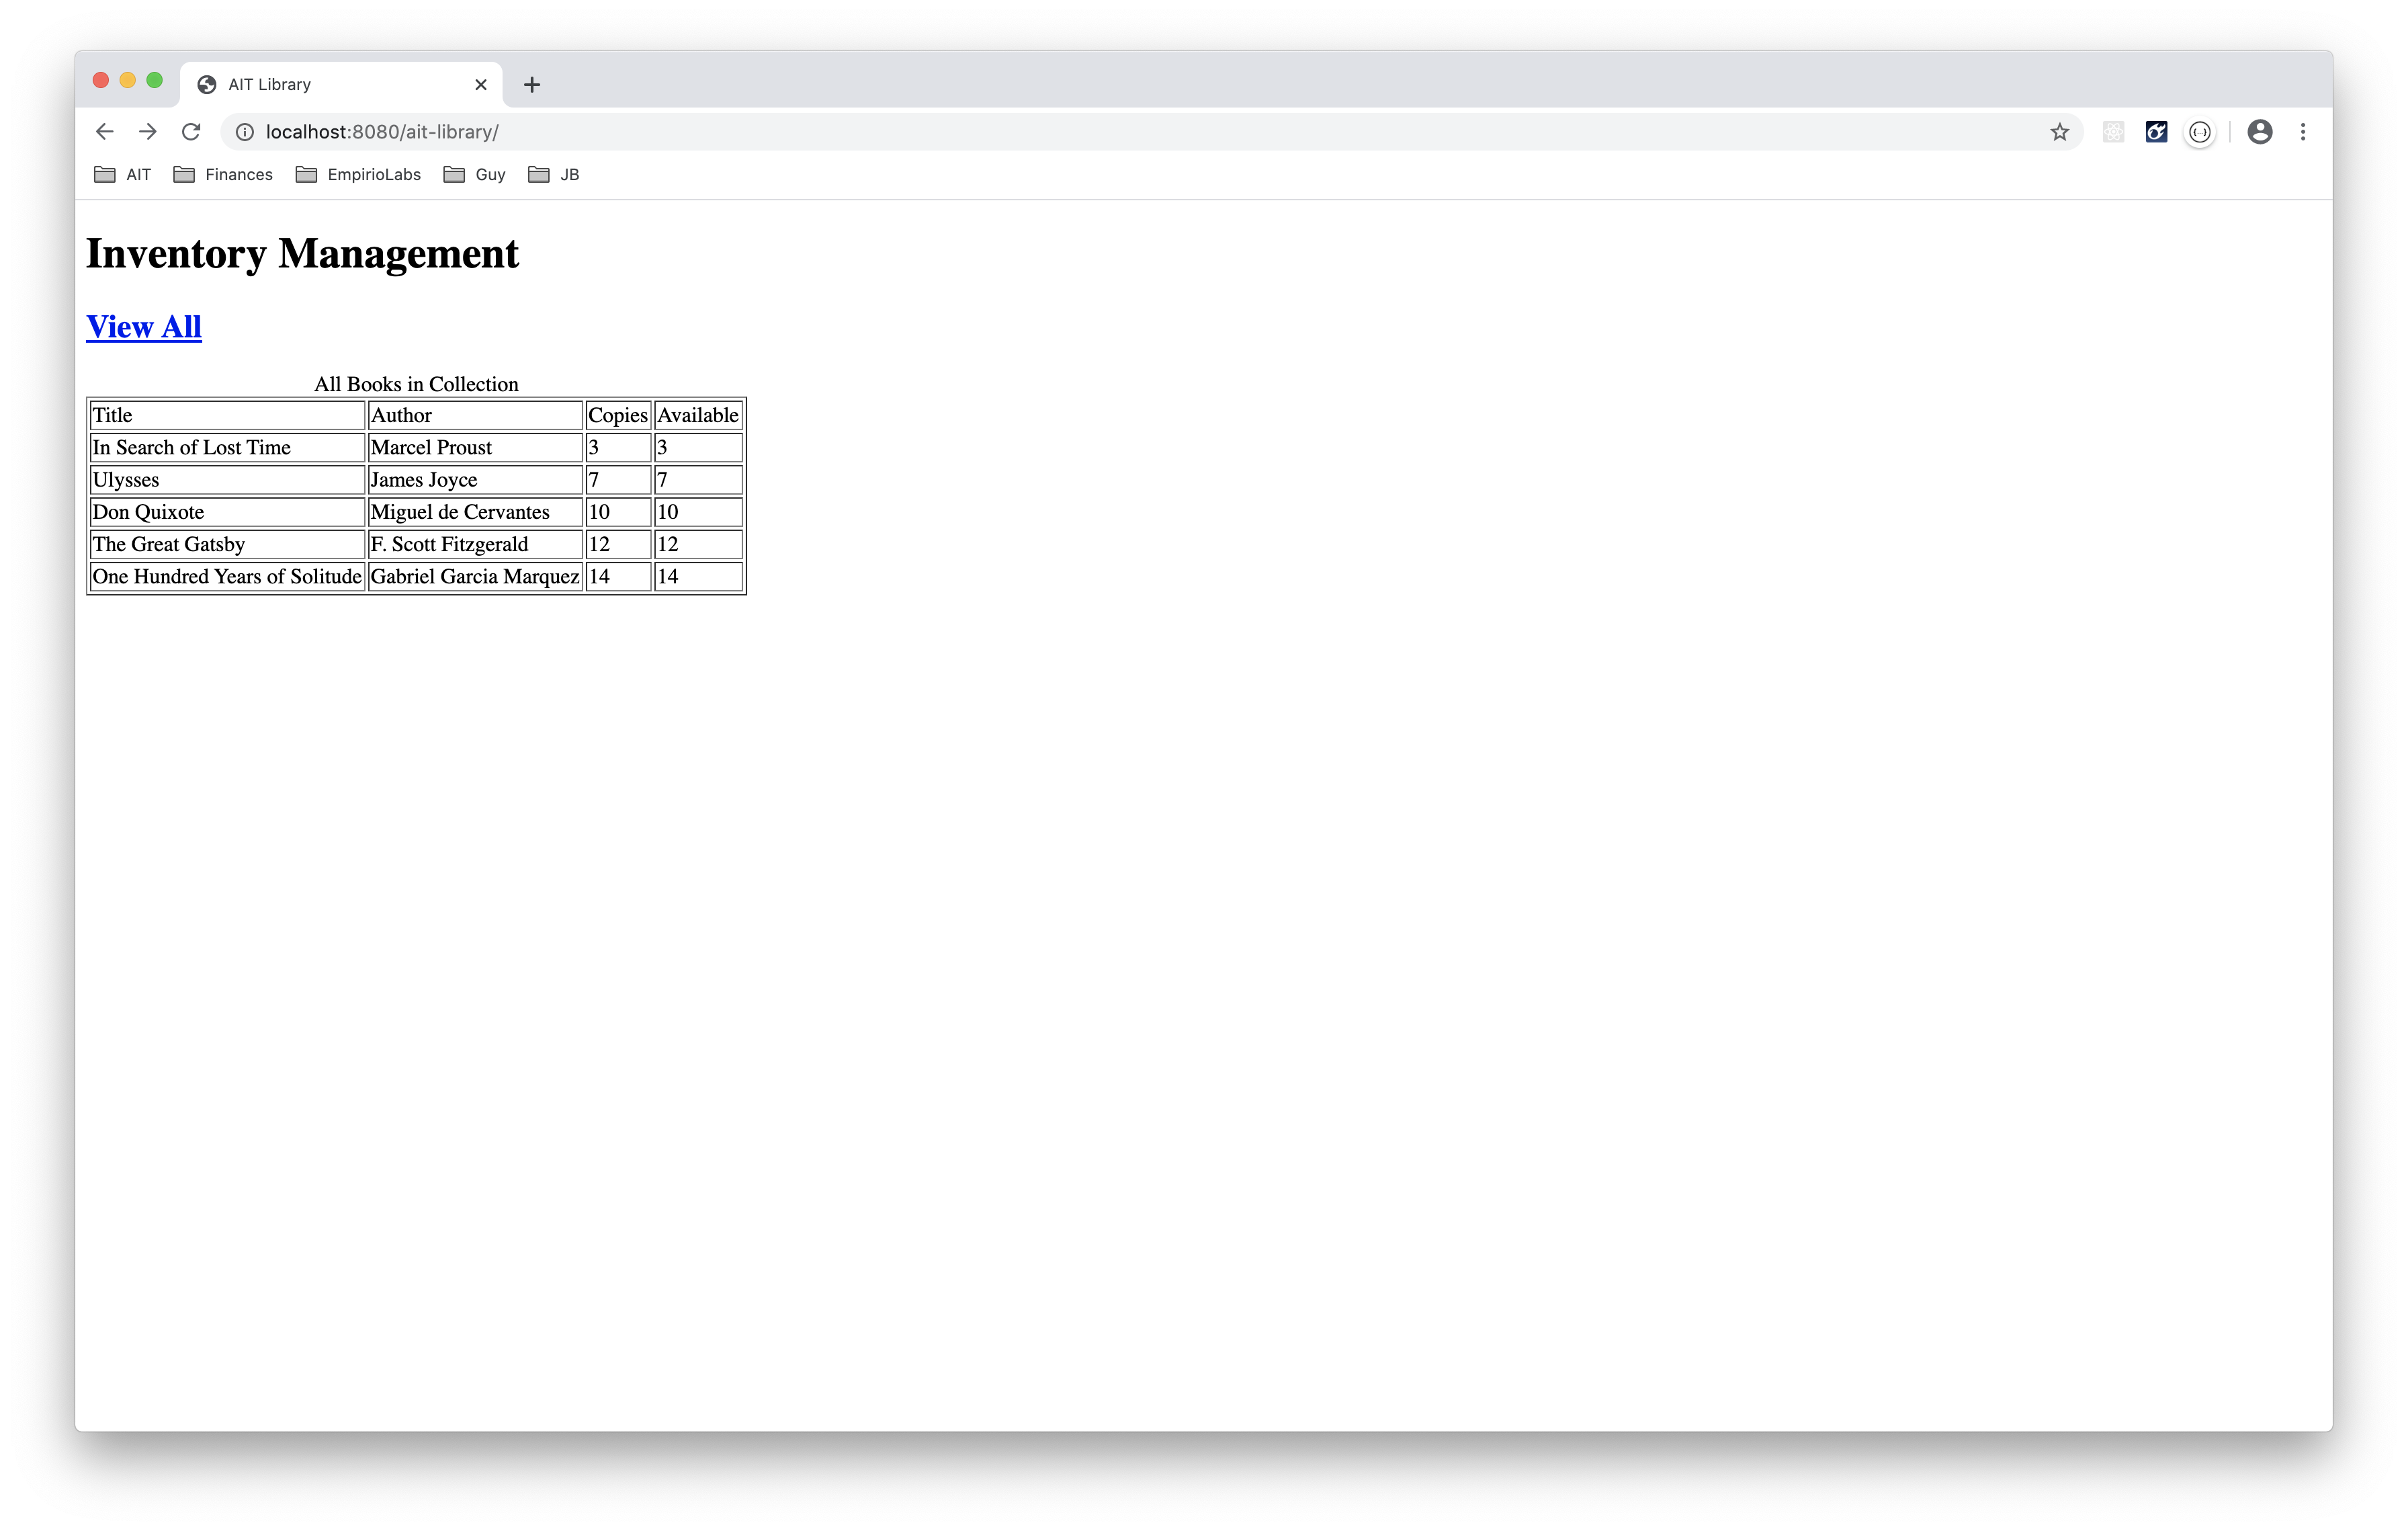 AIT Library
localhost:8080/ait-library/
AIT Finances EmpirioLabs Guy JB
Inventory Management
View All
All Books in Collection
Title Author Copies Available
In Search of Lost Time Marcel Proust 3 3
Ulysses James Joyce 7 7
Don Quixote Miguel de Cervantes 10 10
The Great Gatsby F. Scott Fitzgerald 12 12
One Hundred Years of Solitude Gabriel Garcia Marquez 14 14